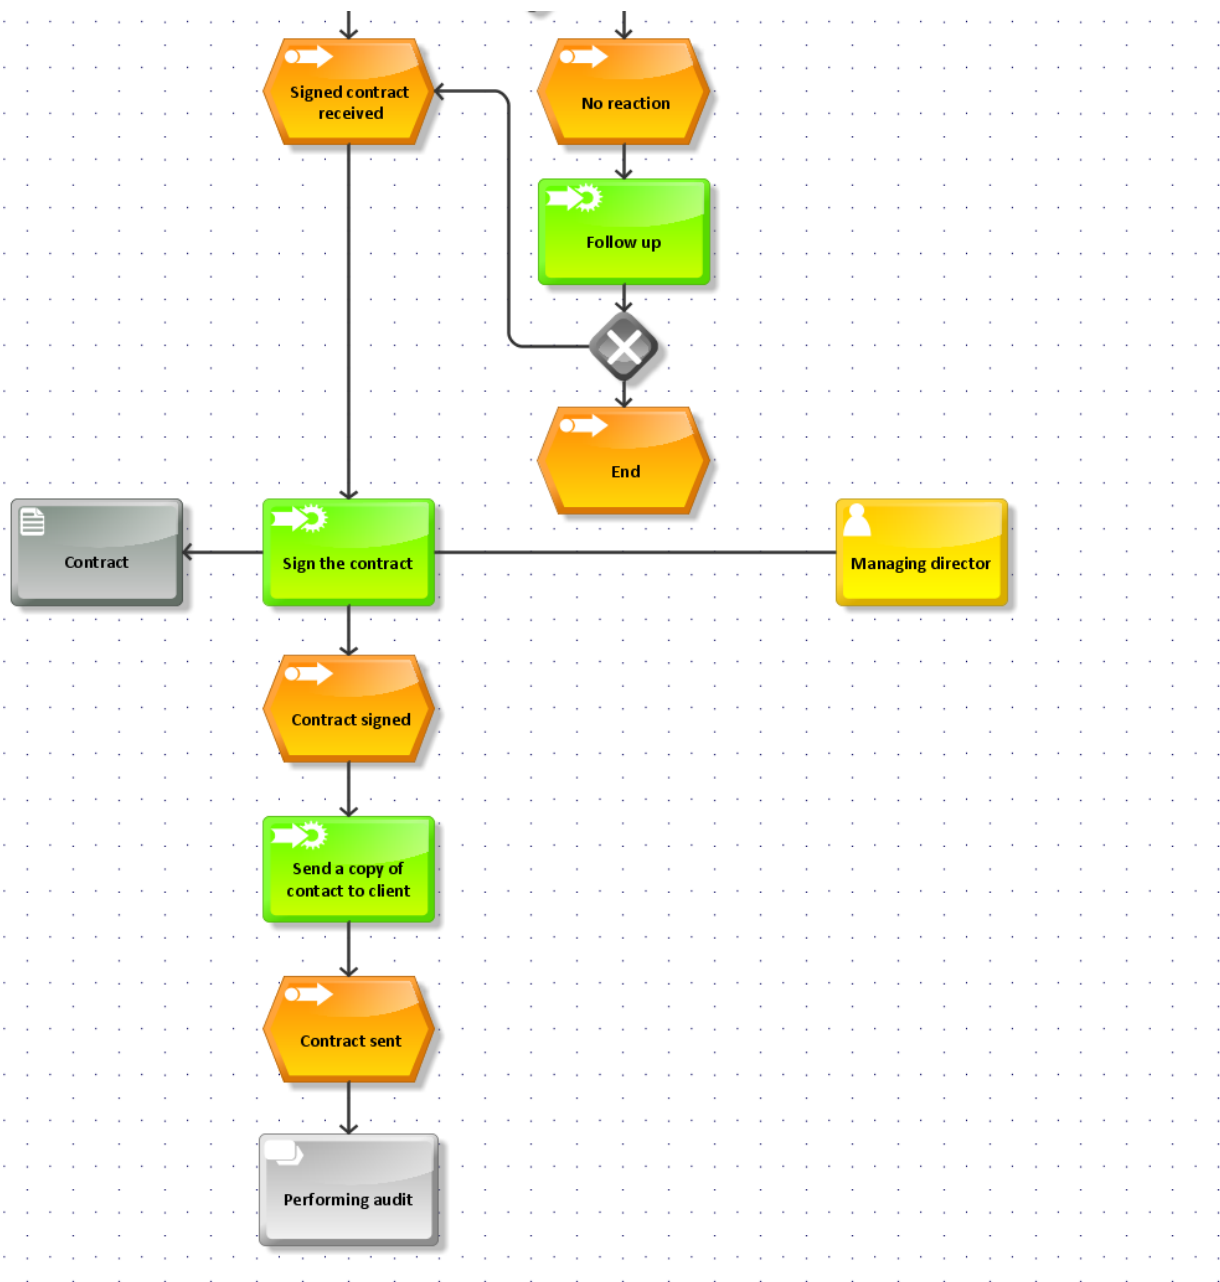 Signed contract
received
No reaction
Follow up
End
Contract
Sign the contract
Managing director
Contract signed
Send a copy of
contact to client
Contract sent
Performing audit